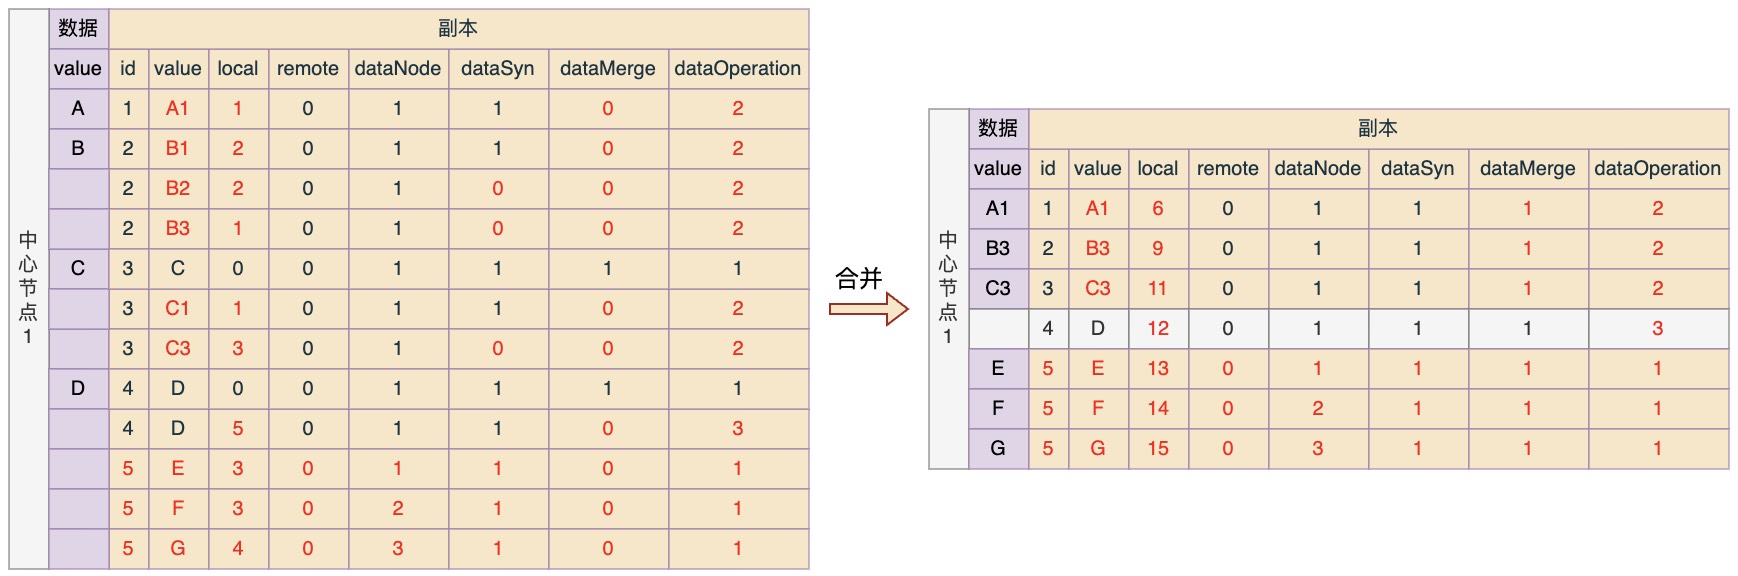 中心节点1
数据 副本
value id value local remote dataNode dataSyn dataMerge dataOperation
A 1 A1 1 0 1 1 0 2
B 2 B1 2 0 1 1 0 2
2 B2 2 0 1 0 0 2
2 B3 1 0 1 0 0 2
C 3 C 0 0 1 1 1 1
3 C1 1 0 1 1 0 2
3 C3 3 0 1 0 0 2
D 4 D 0 0 1 1 1 1
4 D 5 0 1 1 0 3
5 E 3 0 1 1 0 1
5 F 3 0 2 1 0 1
5 G 4 0 3 1 0 1
合并
中心节点1
数据 副本
value id value local remote dataNode dataSyn dataMerge dataOperation
A1 1 A1 6 0 1 1 1 2
B3 2 B3 9 0 1 1 1 2
C3 3 C3 11 0 1 1 1 2
4 D 12 0 1 1 1 3
E 5 E 13 0 1 1 1 1
F 5 F 14 0 2 1 1 1
G 5 G 15 0 3 1 1 1